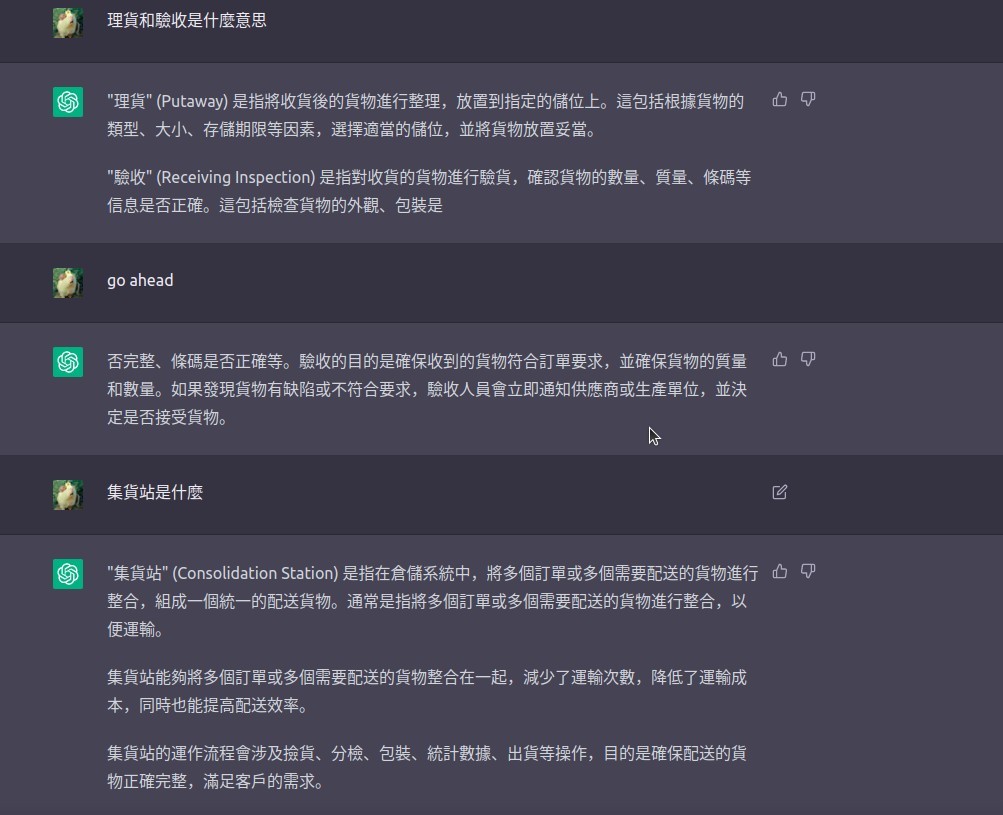 理貨和驗收是什麼意思
"理貨" (Putaway) 是指將收貨後的貨物進行整理，放置到指定的儲位上。這包括根據貨物的
類型、大小、存儲期限等因素，選擇適當的儲位，並將貨物放置妥當。
"驗收" (Receiving Inspection) 是指對收貨的貨物進行驗貨，確認貨物的數量、質量、條碼等
信息是否正確。這包括檢查貨物的外觀、包裝是
go ahead
否完整、條碼是否正確等。驗收的目的是確保收到的貨物符合訂單要求，並確保貨物的質量
和數量。如果發現貨物有缺陷或不符合要求，驗收人員會立即通知供應商或生產單位，並決
定是否接受貨物。
集貨站是什麼
"集貨站" (Consolidation Station) 是指在倉儲系統中，將多個訂單或多個需要配送的貨物進行
整合，組成一個統一的配送貨物。通常是指將多個訂單或多個需要配送的貨物進行整合，以
便運輸。
集貨站能夠將多個訂單或多個需要配送的貨物整合在一起，減少了運輸次數，降低了運輸成
本，同時也能提高配送效率。
集貨站的運作流程會涉及撿貨、分檢、包裝、統計數據、出貨等操作，目的是確保配送的貨
物正確完整，滿足客戶的需求。